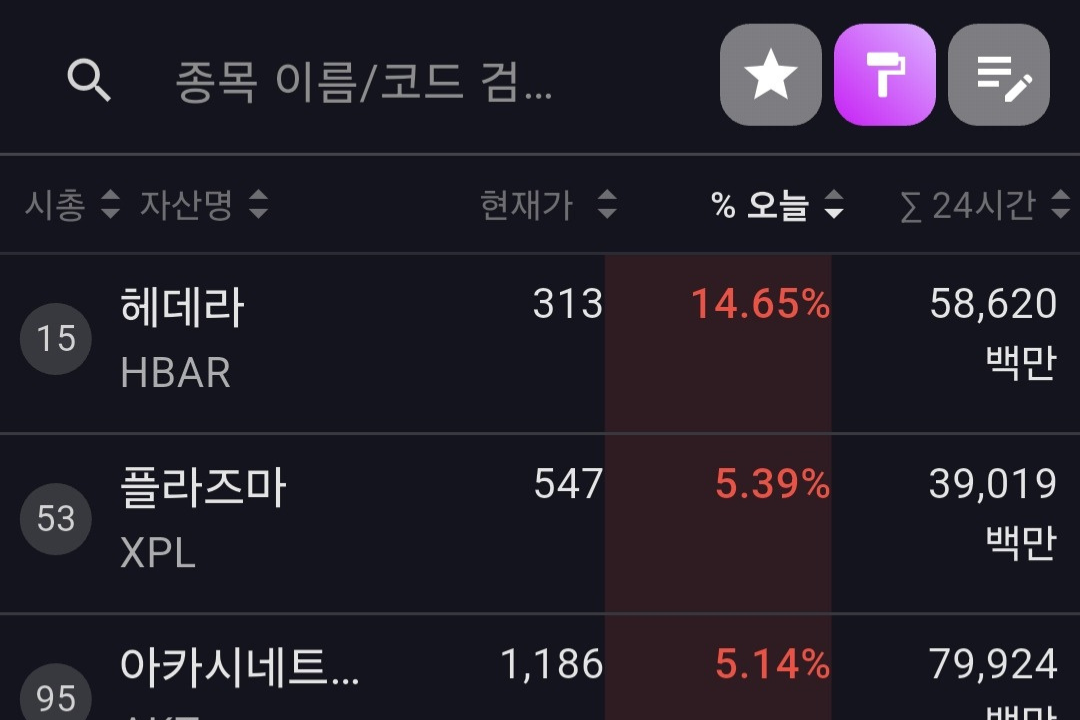 종목 이름/코드 검...
시총 자산명 현재가 % 오늘 ∑ 24시간
15 헤데라 313 14.65% 58,620
HBAR 백만
53 플라즈마 547 5.39% 39,019
XPL 백만
95 아카시네트... 1,186 5.14% 79,924
백만